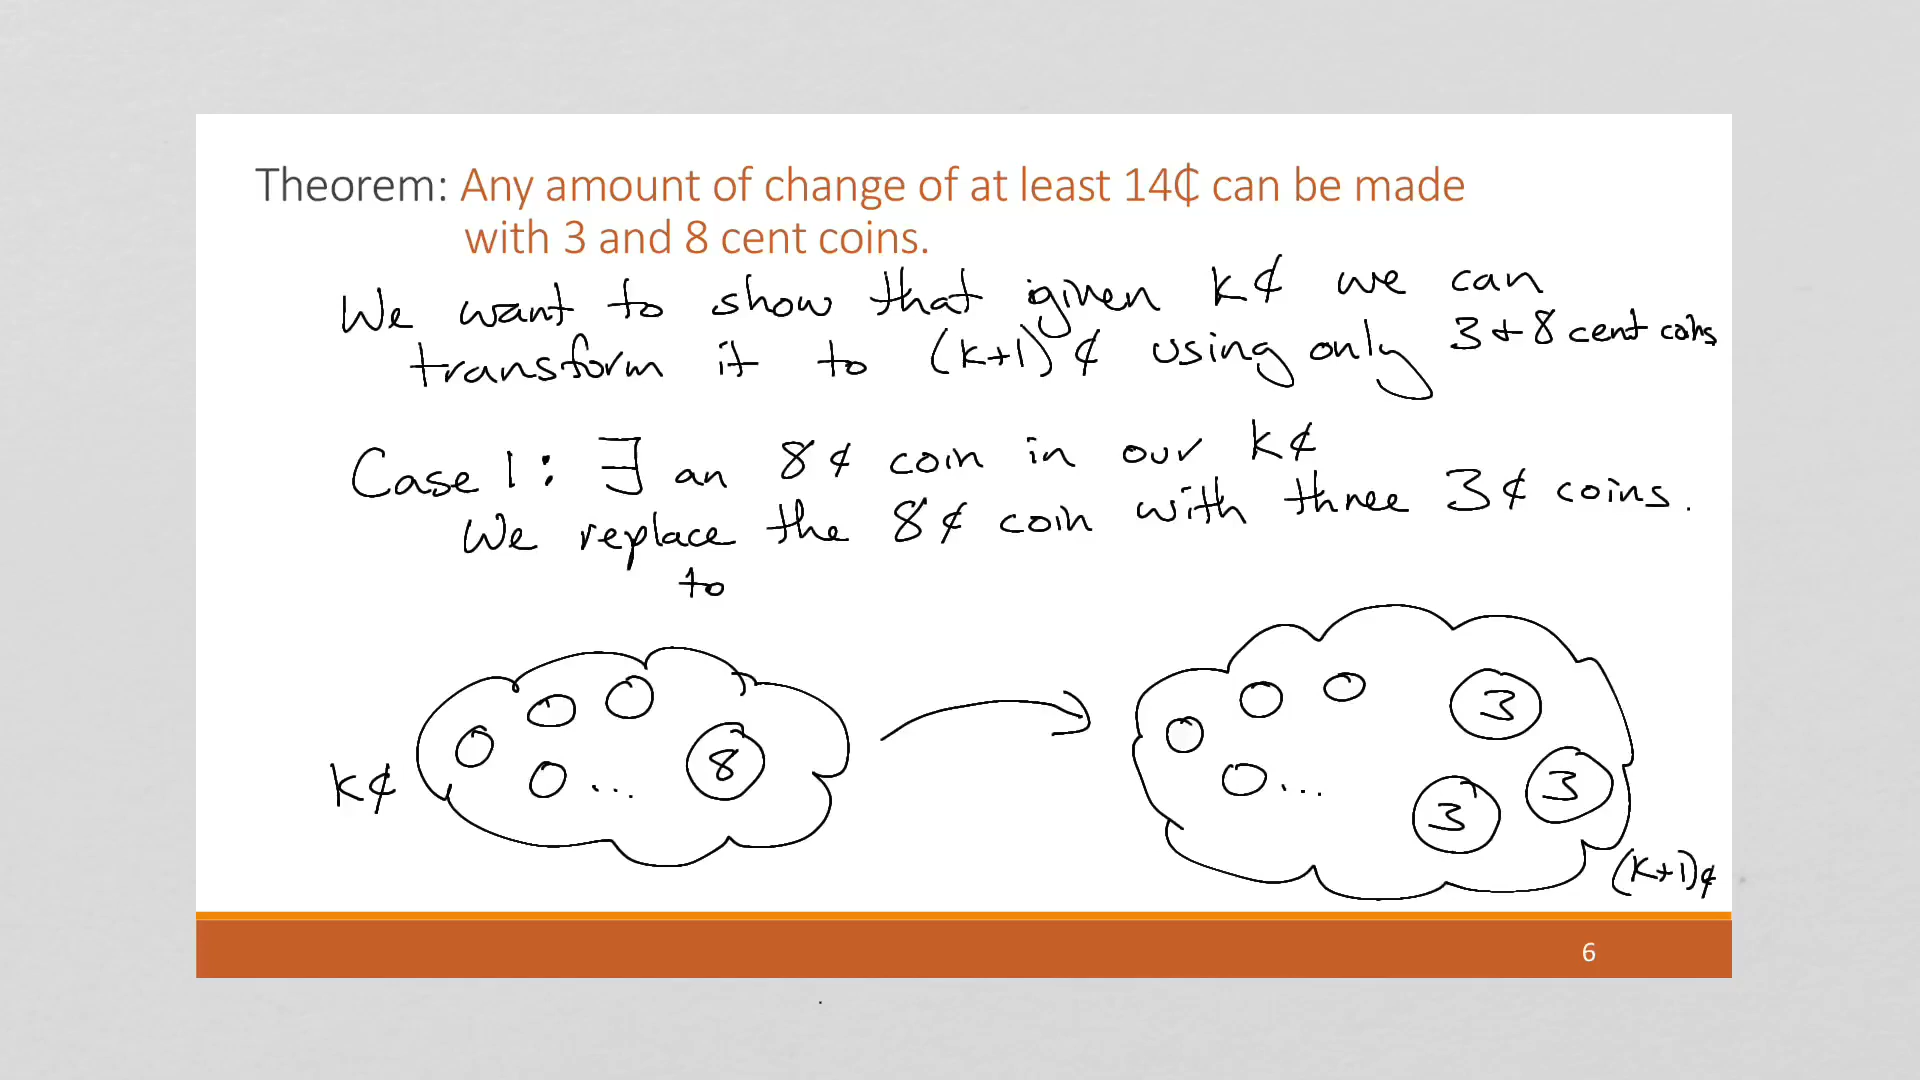 Theorem: Any amount of change of at least 14₵ can be made
with 3 and 8 cent coins.
We want to show that given k¢ we can
transform it to (k+1)¢ using only 3 + 8 cent coins
Case 1: ∃ an 8¢ coin in our k¢
We replace the 8¢ coin with three 3¢ coins.
to
k¢ 8 ...
3
3
3
...
(k+1)¢
6